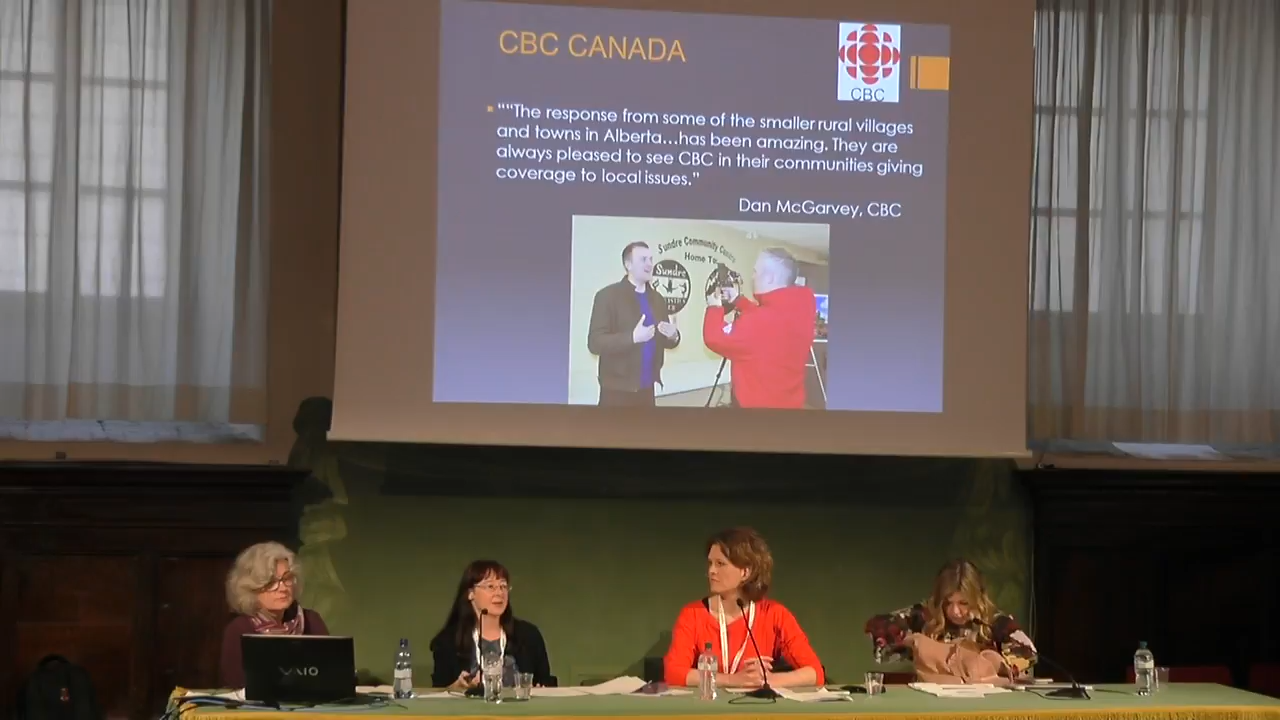 CBC CANADA
CBC
““The response from some of the smaller rural villages
and towns in Alberta...has been amazing. They are
always pleased to see CBC in their communities giving
coverage to local issues.”
Dan McGarvey, CBC
Sundre Community
Home To
Sundre
VAIO